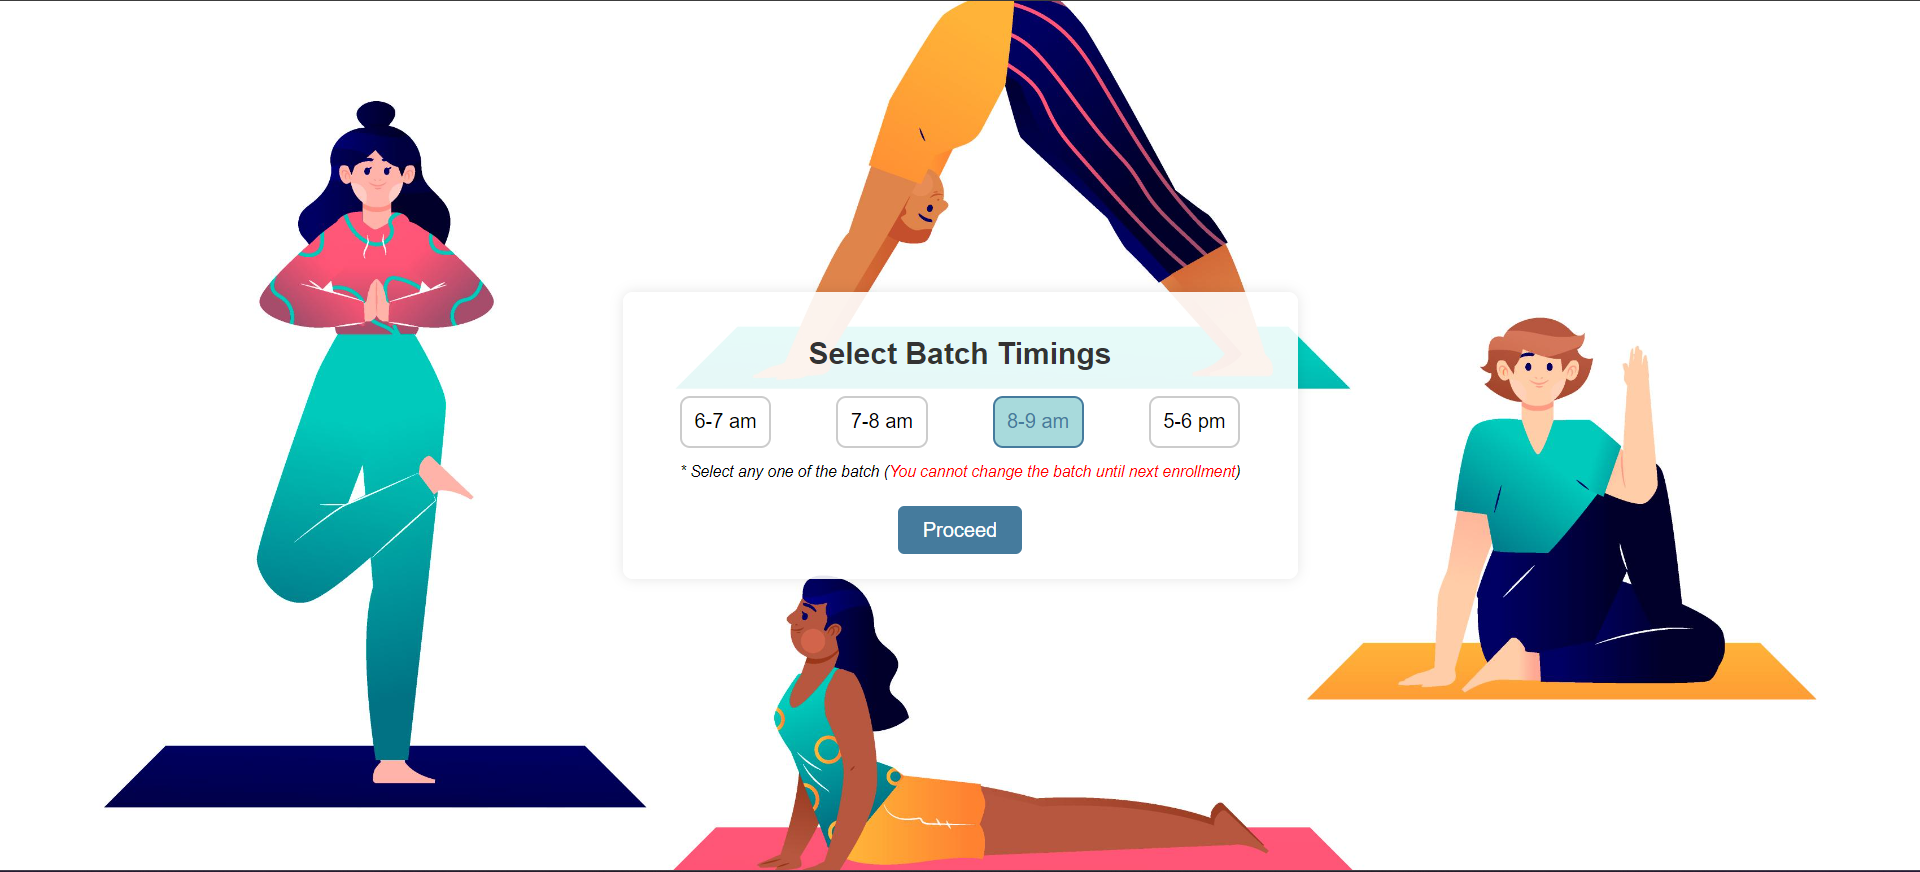 Select Batch Timings
6-7 am 7-8 am 8-9 am 5-6 pm
* Select any one of the batch (You cannot change the batch until next enrollment)
Proceed